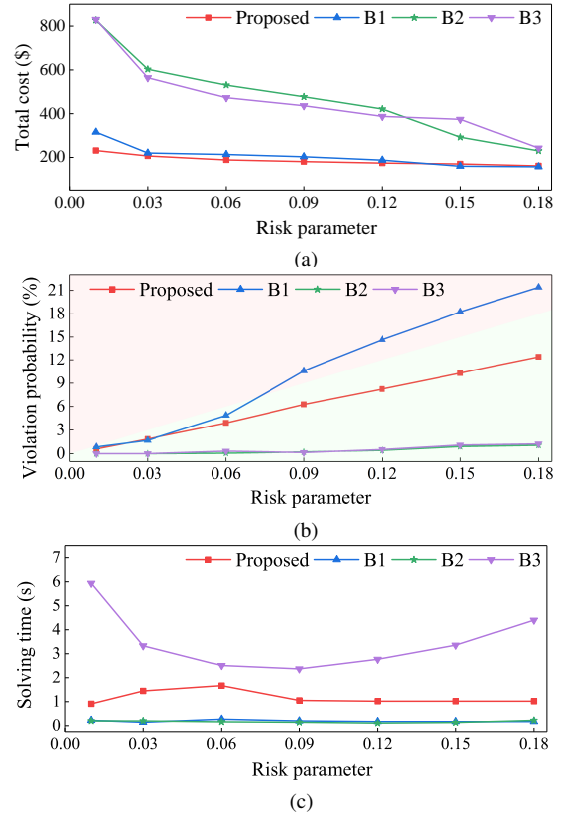 Proposed B1 B2 B3
800
600
400
200
Total cost ($)
0.00 0.03 0.06 0.09 0.12 0.15 0.18
Risk parameter
(a)
Proposed B1 B2 B3
21
18
15
12
9
6
3
0
Violation probability (%)
0.00 0.03 0.06 0.09 0.12 0.15 0.18
Risk parameter
(b)
Proposed B1 B2 B3
7
6
5
4
3
2
1
0
Solving time (s)
0.00 0.03 0.06 0.09 0.12 0.15 0.18
Risk parameter
(c)